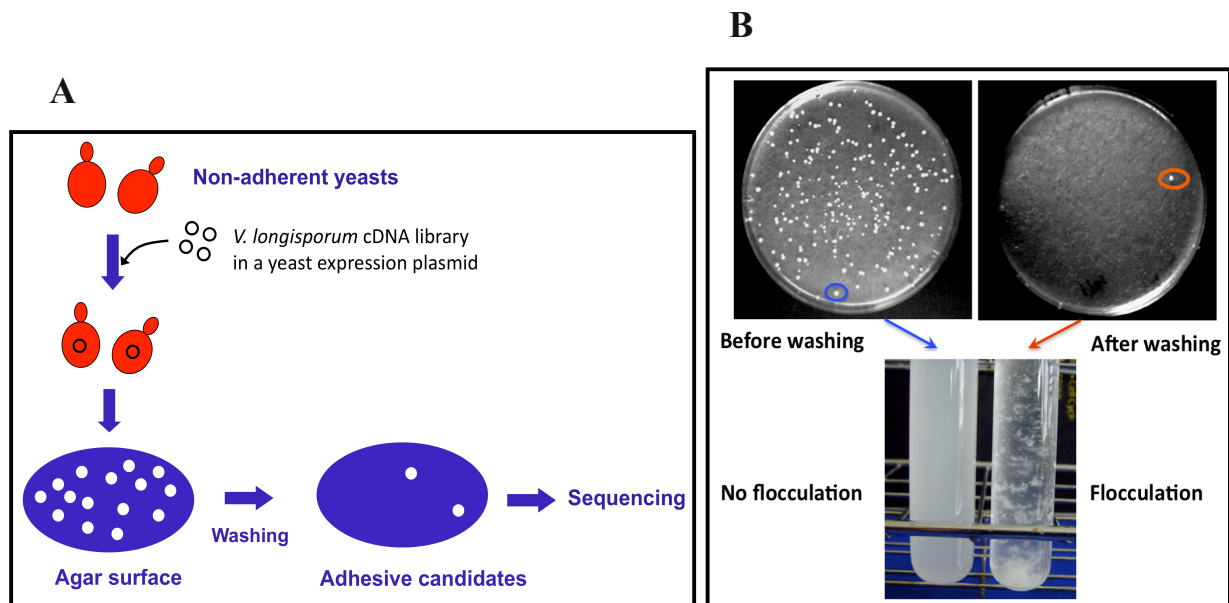 A
Non-adherent yeasts
V. longisporum cDNA library
in a yeast expression plasmid
Washing
Sequencing
Agar surface
Adhesive candidates
B
Before washing
After washing
No flocculation
Flocculation